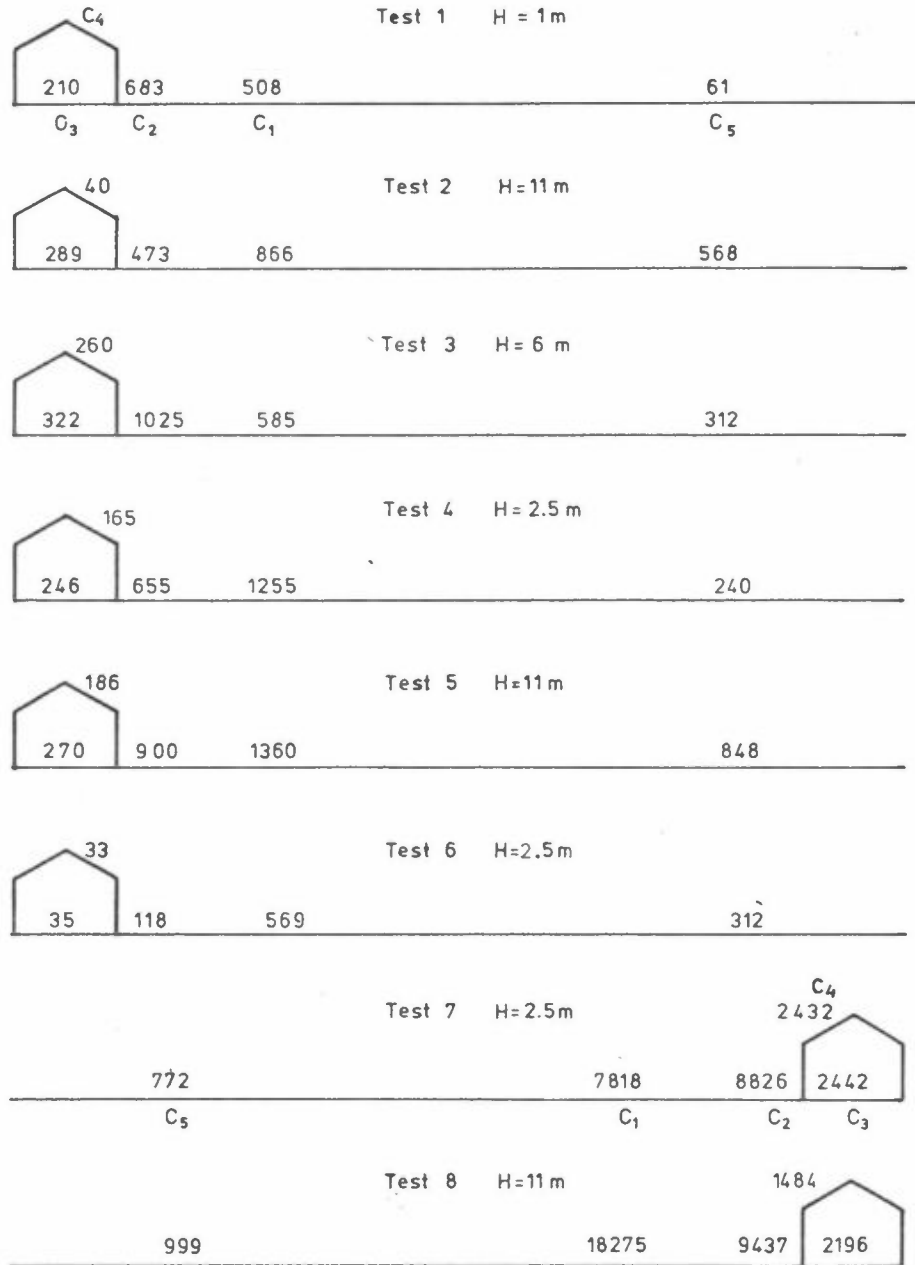 C4 Test 1 H = 1m
210 683 508 61
C3 C2 C1 C5
40 Test 2 H=11 m
289 473 866 568
260 Test 3 H= 6 m
322 1025 585 312
165 Test 4 H= 2.5 m
246 655 1255 240
186 Test 5 H=11 m
270 900 1360 848
33 Test 6 H=2.5m
35 118 569 312
C4
Test 7 H=2.5m 2432
772 7818 8826 2442
C5 C1 C2 C3
Test 8 H=11 m 1484
999 18275 9437 2196